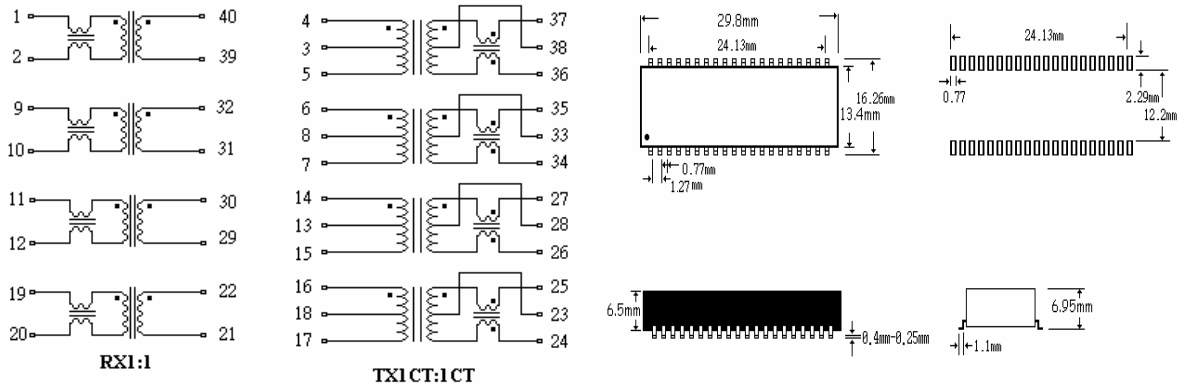 1 40
2 39
9 32
10 31
11 30
12 29
19 22
20 21
RX1:1
4 37
3 38
5 36
6 35
8 33
7 34
14 27
13 28
15 26
16 25
18 23
17 24
TX1CT:1CT
29.8mm
24.13mm
16.26mm
13.4mm
0.77mm
1.27mm
24.13mm
0.77
2.29mm
12.2mm
6.5mm
0.4mm-0.25mm
6.95mm
1.1mm